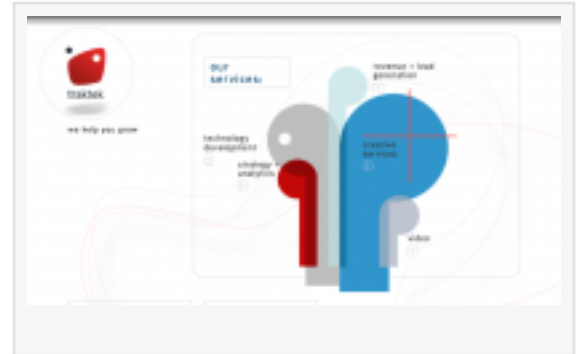 traktek
we help you grow
our
services:
revenue + lead
generation
technology
development
strategy +
analytics
creative
services
video